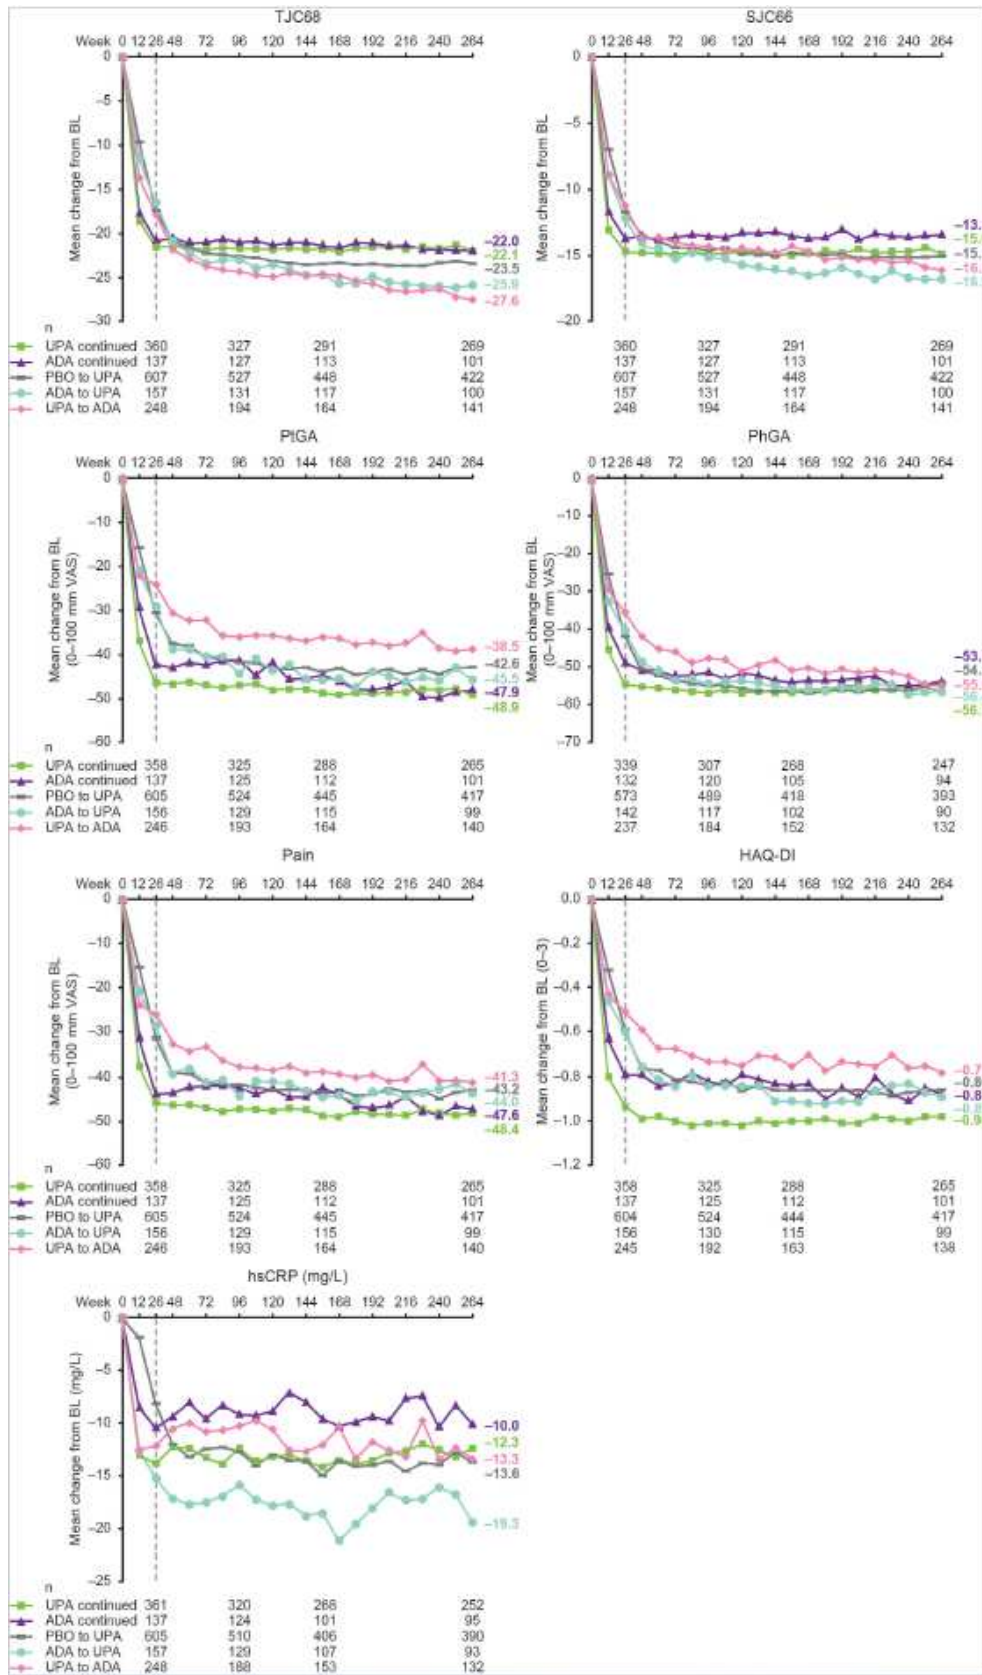 TJC68
Week 0 12 26 48 72 96 120 144 168 192 216 240 264
Mean change from BL
0
–5
–10
–15
–20
–25
–30
–22.0
–22.1
–23.5
–25.9
–27.6
n
UPA continued 360 327 291 269
ADA continued 137 127 113 101
PBO to UPA 607 527 448 422
ADA to UPA 157 131 117 100
UPA to ADA 248 194 164 141
SJC66
0 12 26 48 72 96 120 144 168 192 216 240 264
Mean change from BL
0
–5
–10
–15
–20
–13.
–15.
–15.
–16.
360 327 291 269
137 127 113 101
607 527 448 422
157 131 117 100
248 194 164 141
PtGA
Week 0 12 26 48 72 96 120 144 168 192 216 240 264
Mean change from BL
(0–100 mm VAS)
0
–10
–20
–30
–40
–50
–60
–38.5
–42.6
–45.5
–47.9
–48.9
n
UPA continued 358 325 288 265
ADA continued 137 125 112 101
PBO to UPA 605 524 445 417
ADA to UPA 156 129 115 99
UPA to ADA 246 193 164 140
PhGA
0 12 26 48 72 96 120 144 168 192 216 240 264
Mean change from BL
(0–100 mm VAS)
0
–10
–20
–30
–40
–50
–60
–70
–53.
–54.
–55.
–56.
–56.
339 307 268 247
132 120 105 94
573 489 418 393
142 117 102 90
237 184 152 132
Pain
Week 0 12 26 48 72 96 120 144 168 192 216 240 264
Mean change from BL
(0–100 mm VAS)
0
–10
–20
–30
–40
–50
–60
–41.3
–43.2
–44.0
–47.6
–48.4
n
UPA continued 358 325 288 265
ADA continued 137 125 112 101
PBO to UPA 605 524 445 417
ADA to UPA 156 129 115 99
UPA to ADA 246 193 164 140
HAQ-DI
0 12 26 48 72 96 120 144 168 192 216 240 264
Mean change from BL (0–3)
0.0
–0.2
–0.4
–0.6
–0.8
–1.0
–1.2
–0.7
–0.8
–0.8
–0.8
–0.9
358 325 288 265
137 125 112 101
604 524 444 417
156 130 115 99
245 192 163 138
hsCRP (mg/L)
Week 0 12 26 48 72 96 120 144 168 192 216 240 264
Mean change from BL (mg/L)
0
–5
–10
–15
–20
–25
–10.0
–12.3
–13.3
–13.6
–19.3
n
UPA continued 361 320 268 252
ADA continued 137 124 101 95
PBO to UPA 605 510 406 390
ADA to UPA 157 129 107 93
UPA to ADA 248 188 153 132